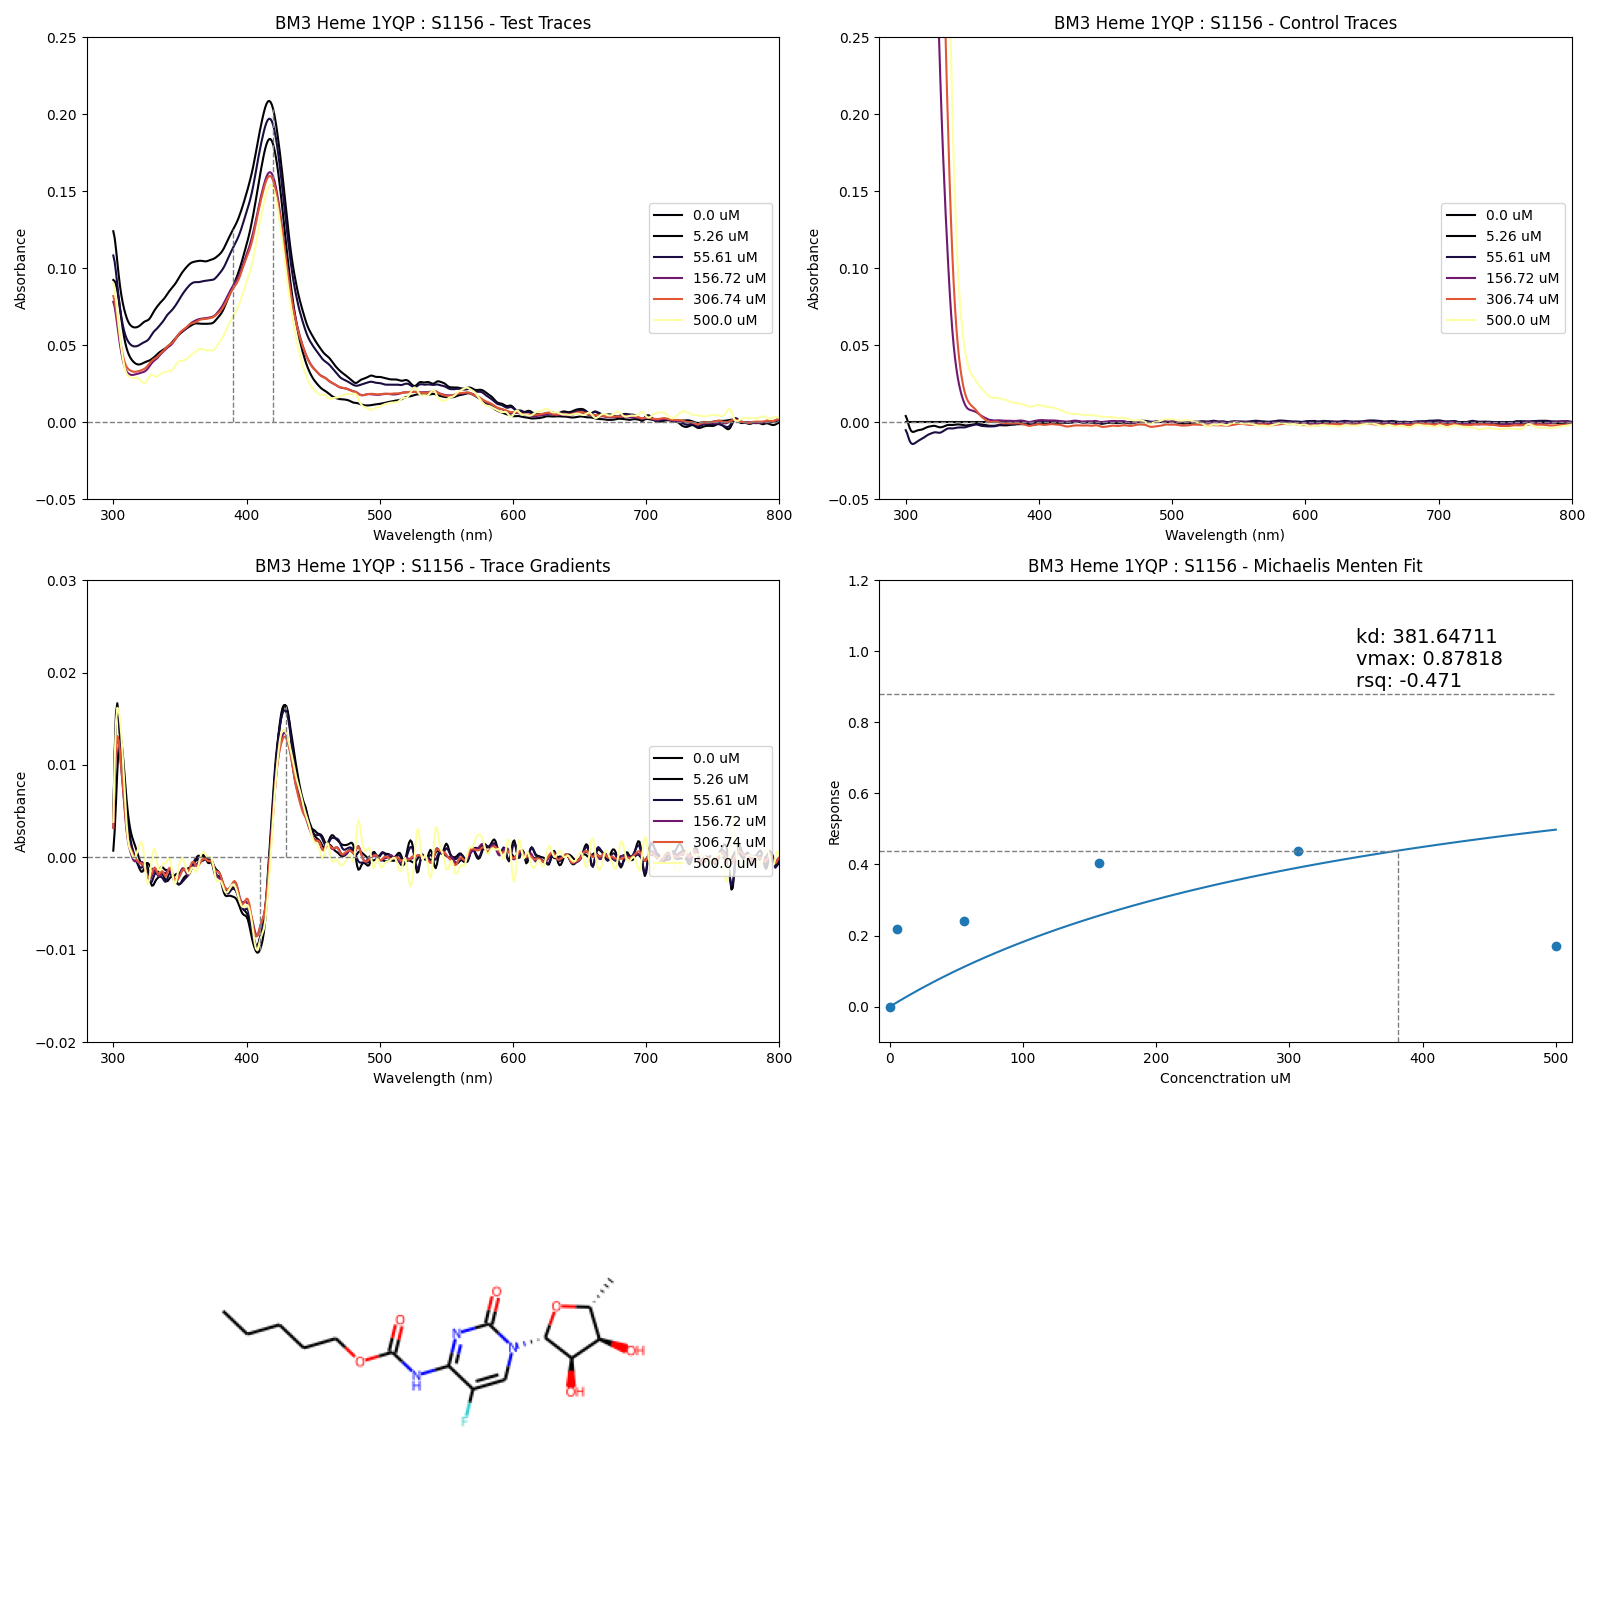 BM3 Heme 1YQP : S1156 - Test Traces
0.25
0.20
0.15
0.10
0.05
0.00
−0.05
Absorbance
300
400
500
600
700
800
Wavelength (nm)
0.0 uM
5.26 uM
55.61 uM
156.72 uM
306.74 uM
500.0 uM
BM3 Heme 1YQP : S1156 - Control Traces
0.25
0.20
0.15
0.10
0.05
0.00
−0.05
Absorbance
300
400
500
600
700
800
Wavelength (nm)
0.0 uM
5.26 uM
55.61 uM
156.72 uM
306.74 uM
500.0 uM
BM3 Heme 1YQP : S1156 - Trace Gradients
0.03
0.02
0.01
0.00
−0.01
−0.02
Absorbance
300
400
500
600
700
800
Wavelength (nm)
0.0 uM
5.26 uM
55.61 uM
156.72 uM
306.74 uM
500.0 uM
BM3 Heme 1YQP : S1156 - Michaelis Menten Fit
1.2
1.0
0.8
0.6
0.4
0.2
0.0
Response
kd: 381.64711
vmax: 0.87818
rsq: -0.471
0
100
200
300
400
500
Concenctration uM
O
O
N
H
N
O
N
F
O
OH
OH